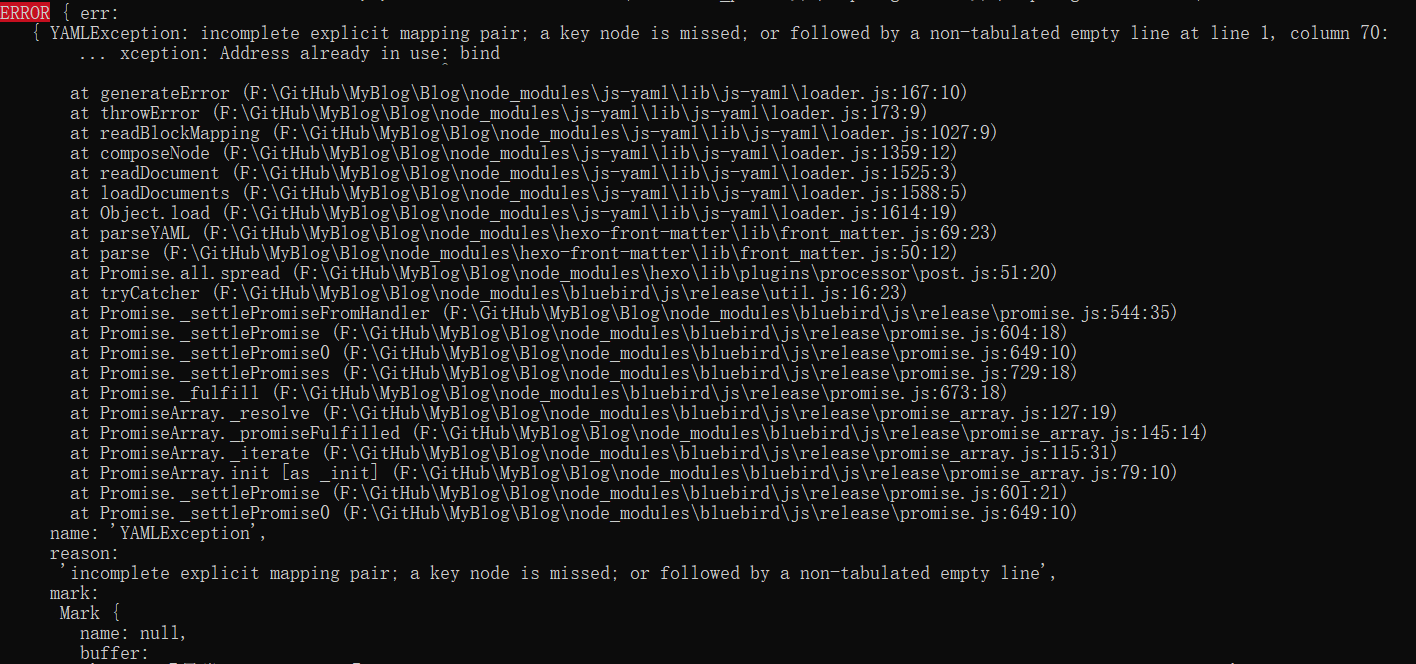 ERROR { err:
{ YAMLException: incomplete explicit mapping pair; a key node is missed; or followed by a non-tabulated empty line at line 1, column 70:
... xception: Address already in use: bind
^
at generateError (F:\GitHub\MyBlog\Blog\node_modules\js-yaml\lib\js-yaml\loader.js:167:10)
at throwError (F:\GitHub\MyBlog\Blog\node_modules\js-yaml\lib\js-yaml\loader.js:173:9)
at readBlockMapping (F:\GitHub\MyBlog\Blog\node_modules\js-yaml\lib\js-yaml\loader.js:1027:9)
at composeNode (F:\GitHub\MyBlog\Blog\node_modules\js-yaml\lib\js-yaml\loader.js:1359:12)
at readDocument (F:\GitHub\MyBlog\Blog\node_modules\js-yaml\lib\js-yaml\loader.js:1525:3)
at loadDocuments (F:\GitHub\MyBlog\Blog\node_modules\js-yaml\lib\js-yaml\loader.js:1588:5)
at Object.load (F:\GitHub\MyBlog\Blog\node_modules\js-yaml\lib\js-yaml\loader.js:1614:19)
at parseYAML (F:\GitHub\MyBlog\Blog\node_modules\hexo-front-matter\lib\front_matter.js:69:23)
at parse (F:\GitHub\MyBlog\Blog\node_modules\hexo-front-matter\lib\front_matter.js:50:12)
at Promise.all.spread (F:\GitHub\MyBlog\Blog\node_modules\hexo\lib\plugins\processor\post.js:51:20)
at tryCatcher (F:\GitHub\MyBlog\Blog\node_modules\bluebird\js\release\util.js:16:23)
at Promise._settlePromiseFromHandler (F:\GitHub\MyBlog\Blog\node_modules\bluebird\js\release\promise.js:544:35)
at Promise._settlePromise (F:\GitHub\MyBlog\Blog\node_modules\bluebird\js\release\promise.js:604:18)
at Promise._settlePromise0 (F:\GitHub\MyBlog\Blog\node_modules\bluebird\js\release\promise.js:649:10)
at Promise._settlePromises (F:\GitHub\MyBlog\Blog\node_modules\bluebird\js\release\promise.js:729:18)
at Promise._fulfill (F:\GitHub\MyBlog\Blog\node_modules\bluebird\js\release\promise.js:673:18)
at PromiseArray._resolve (F:\GitHub\MyBlog\Blog\node_modules\bluebird\js\release\promise_array.js:127:19)
at PromiseArray._promiseFulfilled (F:\GitHub\MyBlog\Blog\node_modules\bluebird\js\release\promise_array.js:145:14)
at PromiseArray._iterate (F:\GitHub\MyBlog\Blog\node_modules\bluebird\js\release\promise_array.js:115:31)
at PromiseArray.init [as _init] (F:\GitHub\MyBlog\Blog\node_modules\bluebird\js\release\promise_array.js:79:10)
at Promise._settlePromise (F:\GitHub\MyBlog\Blog\node_modules\bluebird\js\release\promise.js:601:21)
at Promise._settlePromise0 (F:\GitHub\MyBlog\Blog\node_modules\bluebird\js\release\promise.js:649:10)
name: 'YAMLException',
reason:
'incomplete explicit mapping pair; a key node is missed; or followed by a non-tabulated empty line',
mark:
Mark {
name: null,
buffer: